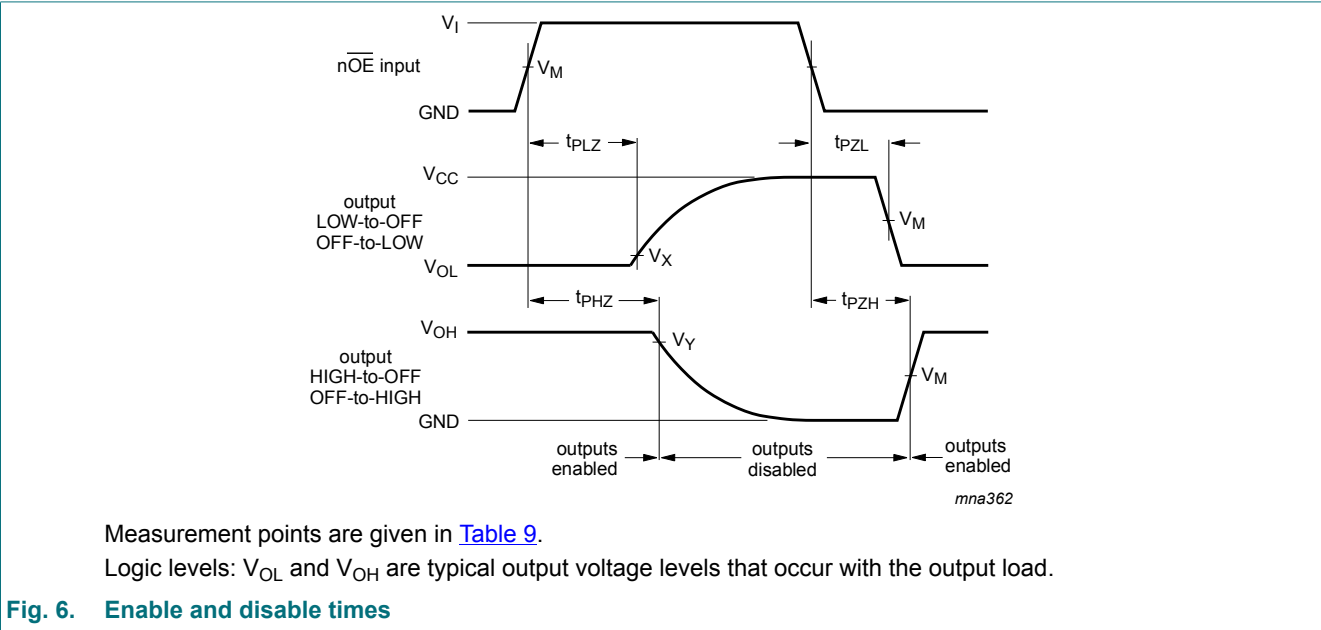 V_I
nO̅E̅ input
V_M
GND
t_PLZ
t_PZL
V_CC
output
LOW-to-OFF
OFF-to-LOW
V_M
V_X
V_OL
t_PHZ
t_PZH
V_OH
V_Y
output
HIGH-to-OFF
OFF-to-HIGH
V_M
GND
outputs
enabled
outputs
disabled
outputs
enabled
mna362
Measurement points are given in Table 9.
Logic levels: V_OL and V_OH are typical output voltage levels that occur with the output load.
Fig. 6. Enable and disable times